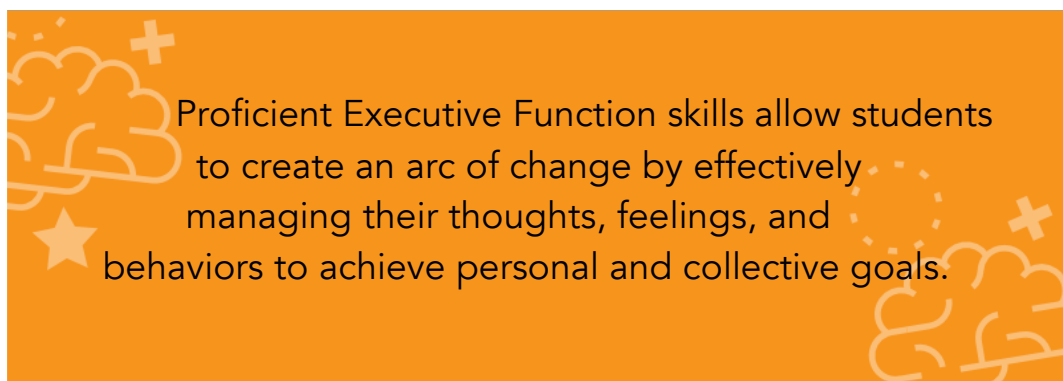 Proficient Executive Function skills allow students
to create an arc of change by effectively
managing their thoughts, feelings, and
behaviors to achieve personal and collective goals.